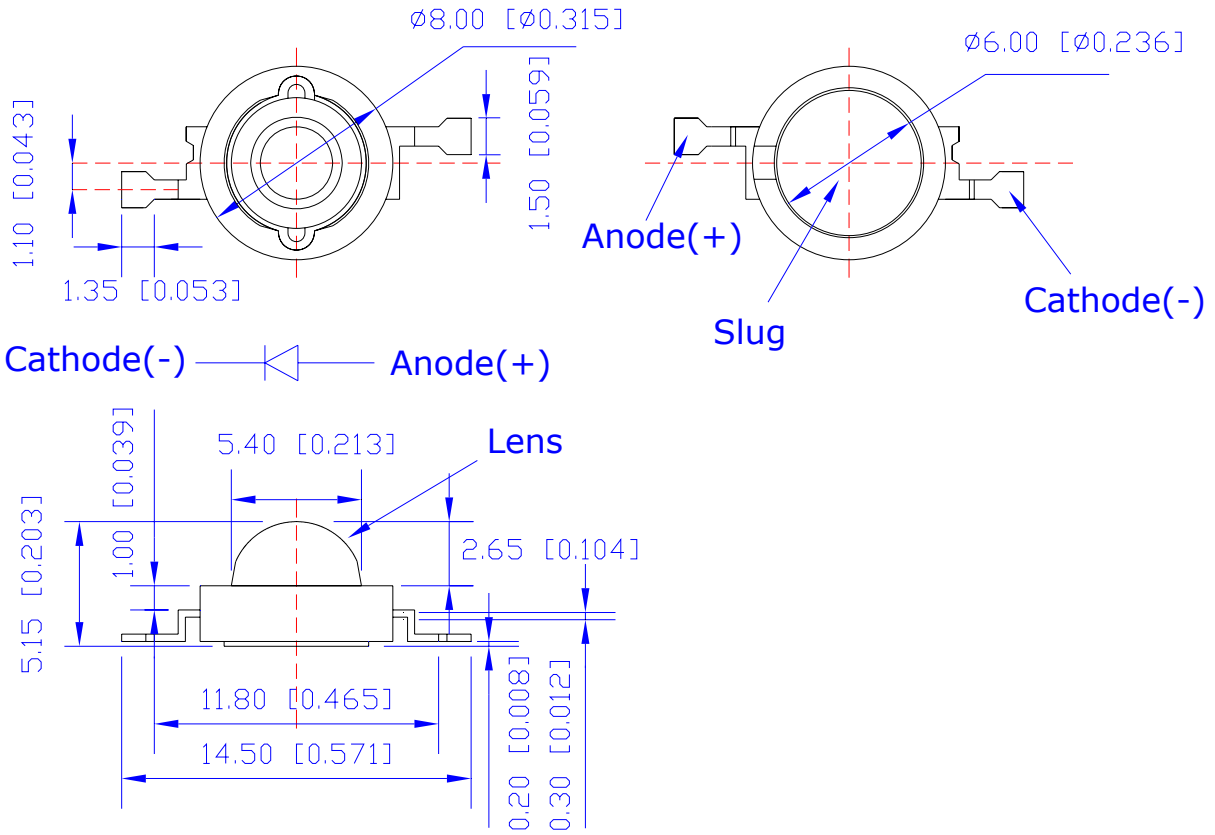 ø8.00 [ø0.315]
ø6.00 [ø0.236]
1.10 [0.043]
1.50 [0.059]
1.35 [0.053]
Anode(+)
Cathode(-)
Slug
Cathode(-)
Anode(+)
5.40 [0.213]
Lens
1.00 [0.039]
5.15 [0.203]
2.65 [0.104]
11.80 [0.465]
14.50 [0.571]
0.20 [0.008]
0.30 [0.012]